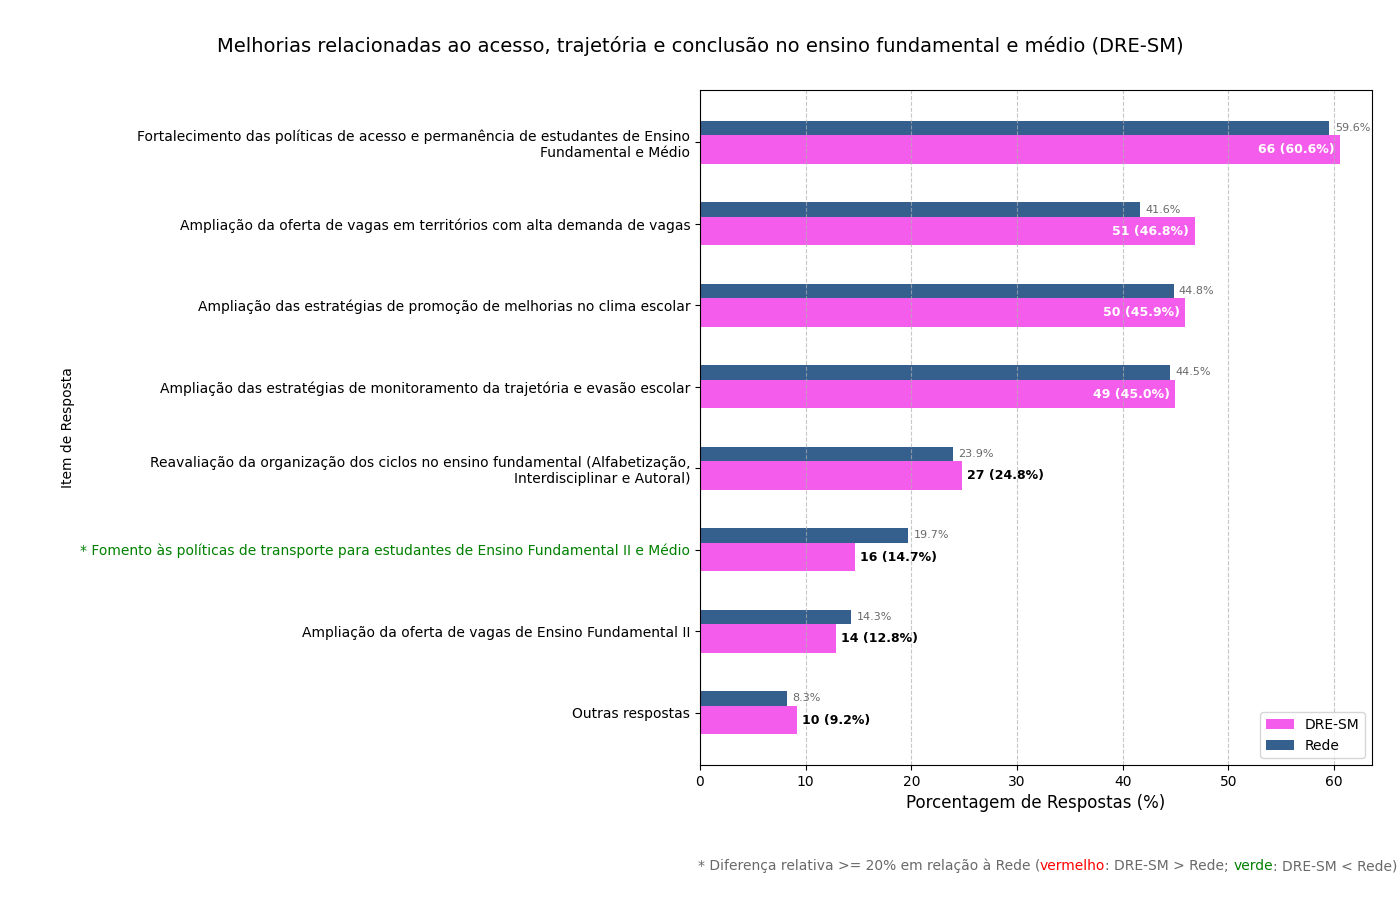 Melhorias relacionadas ao acesso, trajetória e conclusão no ensino fundamental e médio (DRE-SM)
Fortalecimento das políticas de acesso e permanência de estudantes de Ensino
Fundamental e Médio
59.6%
66 (60.6%)
Ampliação da oferta de vagas em territórios com alta demanda de vagas
41.6%
51 (46.8%)
Ampliação das estratégias de promoção de melhorias no clima escolar
44.8%
50 (45.9%)
Ampliação das estratégias de monitoramento da trajetória e evasão escolar
44.5%
49 (45.0%)
Item de Resposta
Reavaliação da organização dos ciclos no ensino fundamental (Alfabetização,
Interdisciplinar e Autoral)
23.9%
27 (24.8%)
* Fomento às políticas de transporte para estudantes de Ensino Fundamental II e Médio
19.7%
16 (14.7%)
Ampliação da oferta de vagas de Ensino Fundamental II
14.3%
14 (12.8%)
Outras respostas
8.3%
10 (9.2%)
DRE-SM
Rede
0 10 20 30 40 50 60
Porcentagem de Respostas (%)
* Diferença relativa >= 20% em relação à Rede (vermelho: DRE-SM > Rede; verde: DRE-SM < Rede)